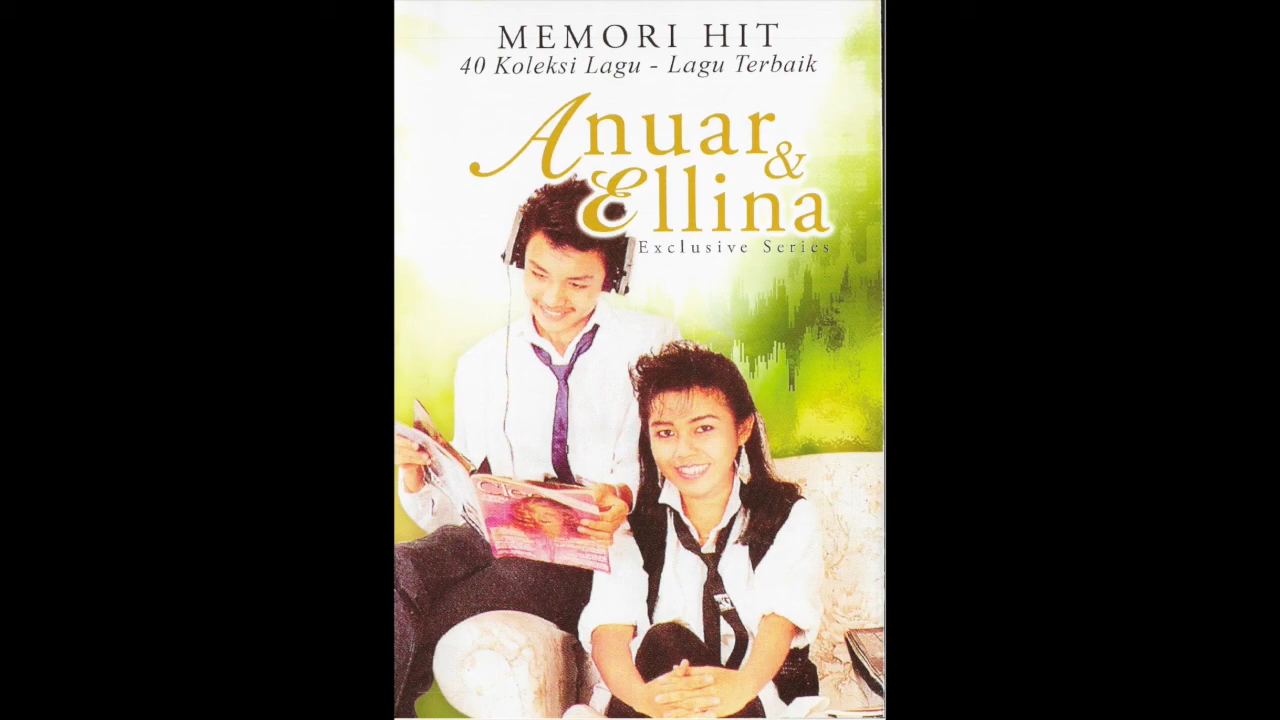 MEMORI HIT
40 Koleksi Lagu - Lagu Terbaik
Anuar
&
Ellina
Exclusive Series